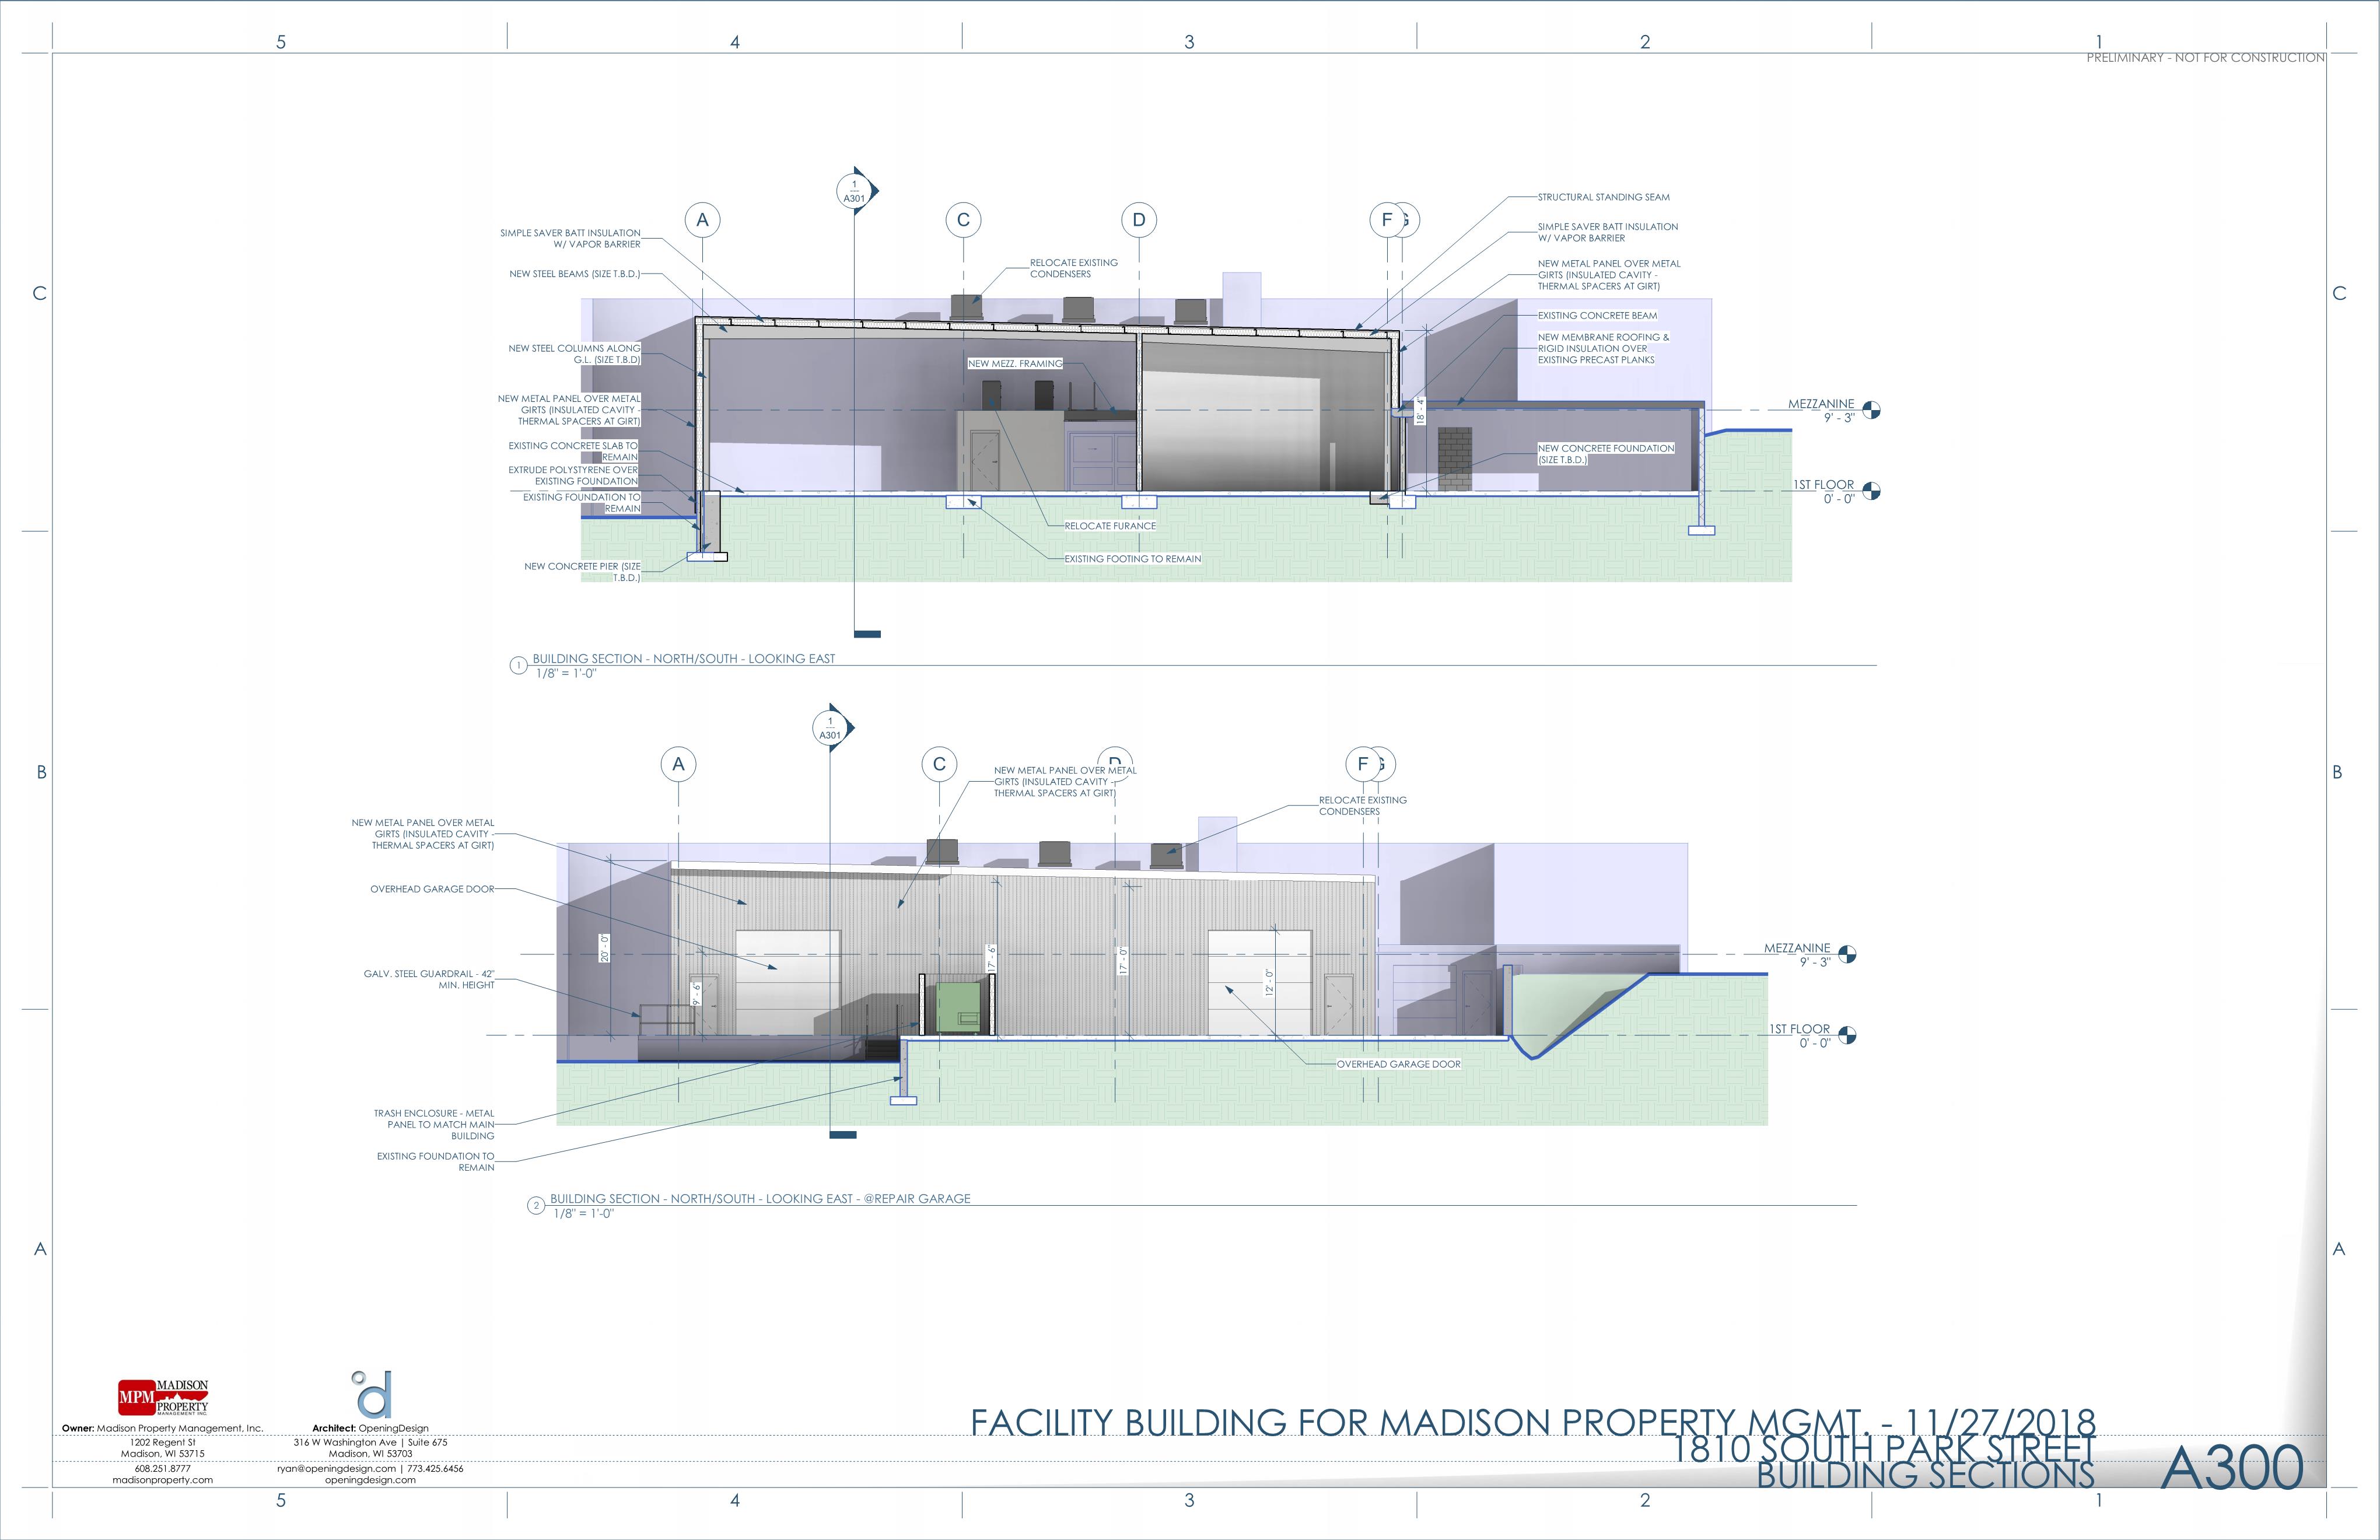 5 4 3 2 1
PRELIMINARY - NOT FOR CONSTRUCTION
C
C
1
A301
A
C
D
F
G
SIMPLE SAVER BATT INSULATION
W/ VAPOR BARRIER
NEW STEEL BEAMS (SIZE T.B.D.)
NEW STEEL COLUMNS ALONG
G.L. (SIZE T.B.D)
NEW METAL PANEL OVER METAL
GIRTS (INSULATED CAVITY -
THERMAL SPACERS AT GIRT)
EXISTING CONCRETE SLAB TO
REMAIN
EXTRUDE POLYSTYRENE OVER
EXISTING FOUNDATION
EXISTING FOUNDATION TO
REMAIN
NEW CONCRETE PIER (SIZE
T.B.D.)
RELOCATE EXISTING
CONDENSERS
NEW MEZZ. FRAMING
RELOCATE FURANCE
EXISTING FOOTING TO REMAIN
18' - 4"
STRUCTURAL STANDING SEAM
SIMPLE SAVER BATT INSULATION
W/ VAPOR BARRIER
NEW METAL PANEL OVER METAL
GIRTS (INSULATED CAVITY -
THERMAL SPACERS AT GIRT)
EXISTING CONCRETE BEAM
NEW MEMBRANE ROOFING &
RIGID INSULATION OVER
EXISTING PRECAST PLANKS
NEW CONCRETE FOUNDATION
(SIZE T.B.D.)
MEZZANINE
9' - 3"
1ST FLOOR
0' - 0"
1
BUILDING SECTION - NORTH/SOUTH - LOOKING EAST
1/8" = 1'-0"
B
B
1
A301
A
C
D
F
G
NEW METAL PANEL OVER METAL
GIRTS (INSULATED CAVITY -
THERMAL SPACERS AT GIRT)
RELOCATE EXISTING
CONDENSERS
NEW METAL PANEL OVER METAL
GIRTS (INSULATED CAVITY -
THERMAL SPACERS AT GIRT)
OVERHEAD GARAGE DOOR
GALV. STEEL GUARDRAIL - 42"
MIN. HEIGHT
TRASH ENCLOSURE - METAL
PANEL TO MATCH MAIN
BUILDING
EXISTING FOUNDATION TO
REMAIN
20' - 0"
9' - 6"
17' - 6"
17' - 0"
12' - 0"
OVERHEAD GARAGE DOOR
MEZZANINE
9' - 3"
1ST FLOOR
0' - 0"
2
BUILDING SECTION - NORTH/SOUTH - LOOKING EAST - @REPAIR GARAGE
1/8" = 1'-0"
A
A
MPM
MADISON
PROPERTY
MANAGEMENT INC.
Owner: Madison Property Management, Inc.
1202 Regent St
Madison, WI 53715
608.251.8777
madisonproperty.com
d
Architect: OpeningDesign
316 W Washington Ave | Suite 675
Madison, WI 53703
ryan@openingdesign.com | 773.425.6456
openingdesign.com
FACILITY BUILDING FOR MADISON PROPERTY MGMT. - 11/27/2018
1810 SOUTH PARK STREET
BUILDING SECTIONS
A300
5 4 3 2 1